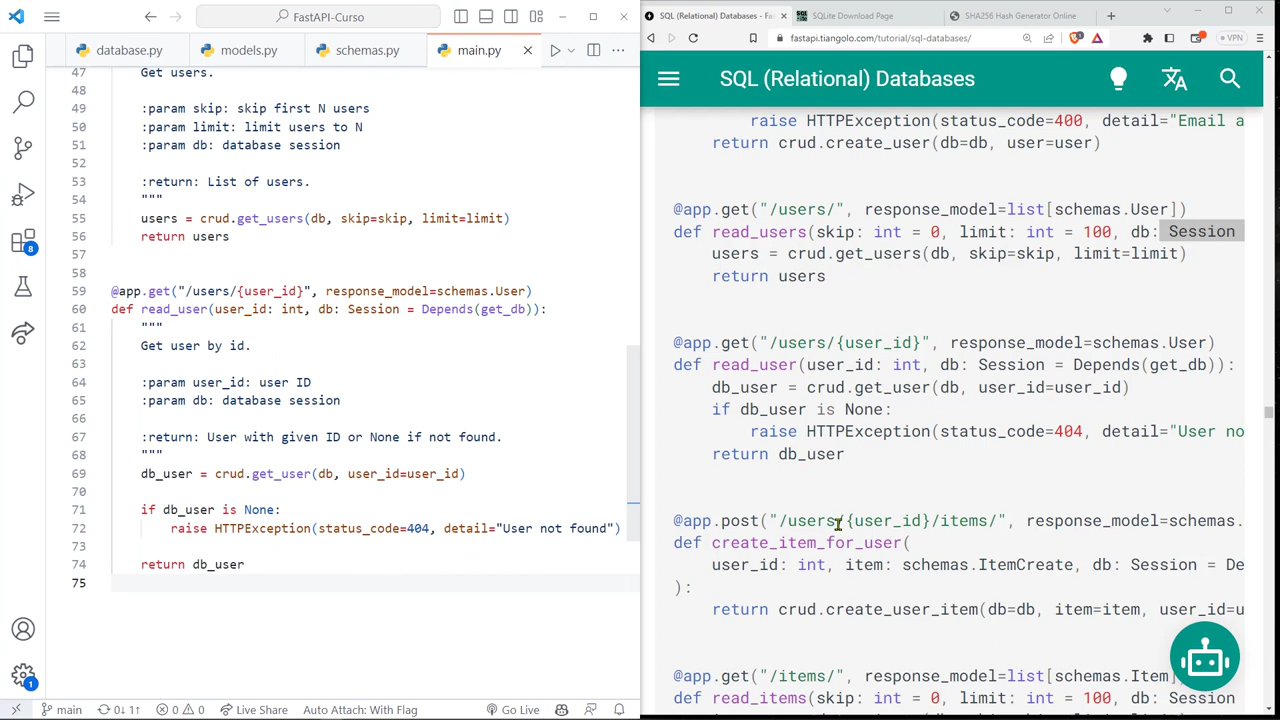 FastAPI-Curso
database.py
models.py
schemas.py
main.py
47 Get users.
48
49 :param skip: skip first N users
50 :param limit: limit users to N
51 :param db: database session
52
53 :return: List of users.
54 """
55 users = crud.get_users(db, skip=skip, limit=limit)
56 return users
57
58
59 @app.get("/users/{user_id}", response_model=schemas.User)
60 def read_user(user_id: int, db: Session = Depends(get_db)):
61 """
62 Get user by id.
63
64 :param user_id: user ID
65 :param db: database session
66
67 :return: User with given ID or None if not found.
68 """
69 db_user = crud.get_user(db, user_id=user_id)
70
71 if db_user is None:
72 raise HTTPException(status_code=404, detail="User not found")
73
74 return db_user
75
8
1
main
0↓ 1↑
0
0
Live Share
Auto Attach: With Flag
Go Live
SQL (Relational) Databases - Fa
SQLite Download Page
SHA256 Hash Generator Online
fastapi.tiangolo.com/tutorial/sql-databases/
VPN
SQL (Relational) Databases
raise HTTPException(status_code=400, detail="Email a
return crud.create_user(db=db, user=user)
@app.get("/users/", response_model=list[schemas.User])
def read_users(skip: int = 0, limit: int = 100, db: Session
users = crud.get_users(db, skip=skip, limit=limit)
return users
@app.get("/users/{user_id}", response_model=schemas.User)
def read_user(user_id: int, db: Session = Depends(get_db)):
db_user = crud.get_user(db, user_id=user_id)
if db_user is None:
raise HTTPException(status_code=404, detail="User no
return db_user
@app.post("/users/{user_id}/items/", response_model=schemas.
def create_item_for_user(
user_id: int, item: schemas.ItemCreate, db: Session = De
):
return crud.create_user_item(db=db, item=item, user_id=u
@app.get("/items/", response_model=list[schemas.Item]
def read_items(skip: int = 0, limit: int = 100, db: Session